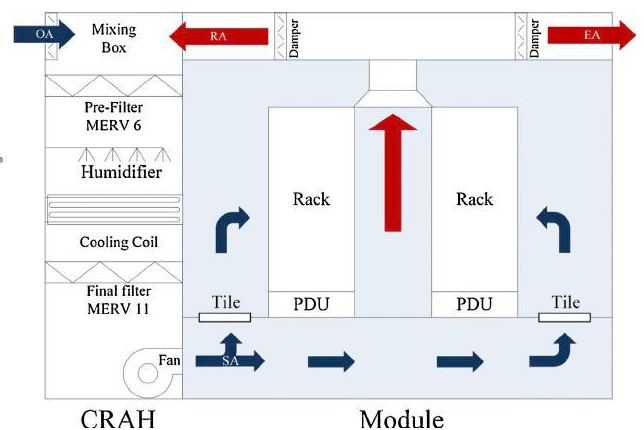 OA
Mixing
Box
RA
Damper
Damper
EA
Pre-Filter
MERV 6
Humidifier
Rack
Rack
Cooling Coil
Final filter
MERV 11
Tile
PDU
PDU
Tile
Fan
SA
CRAH
Module